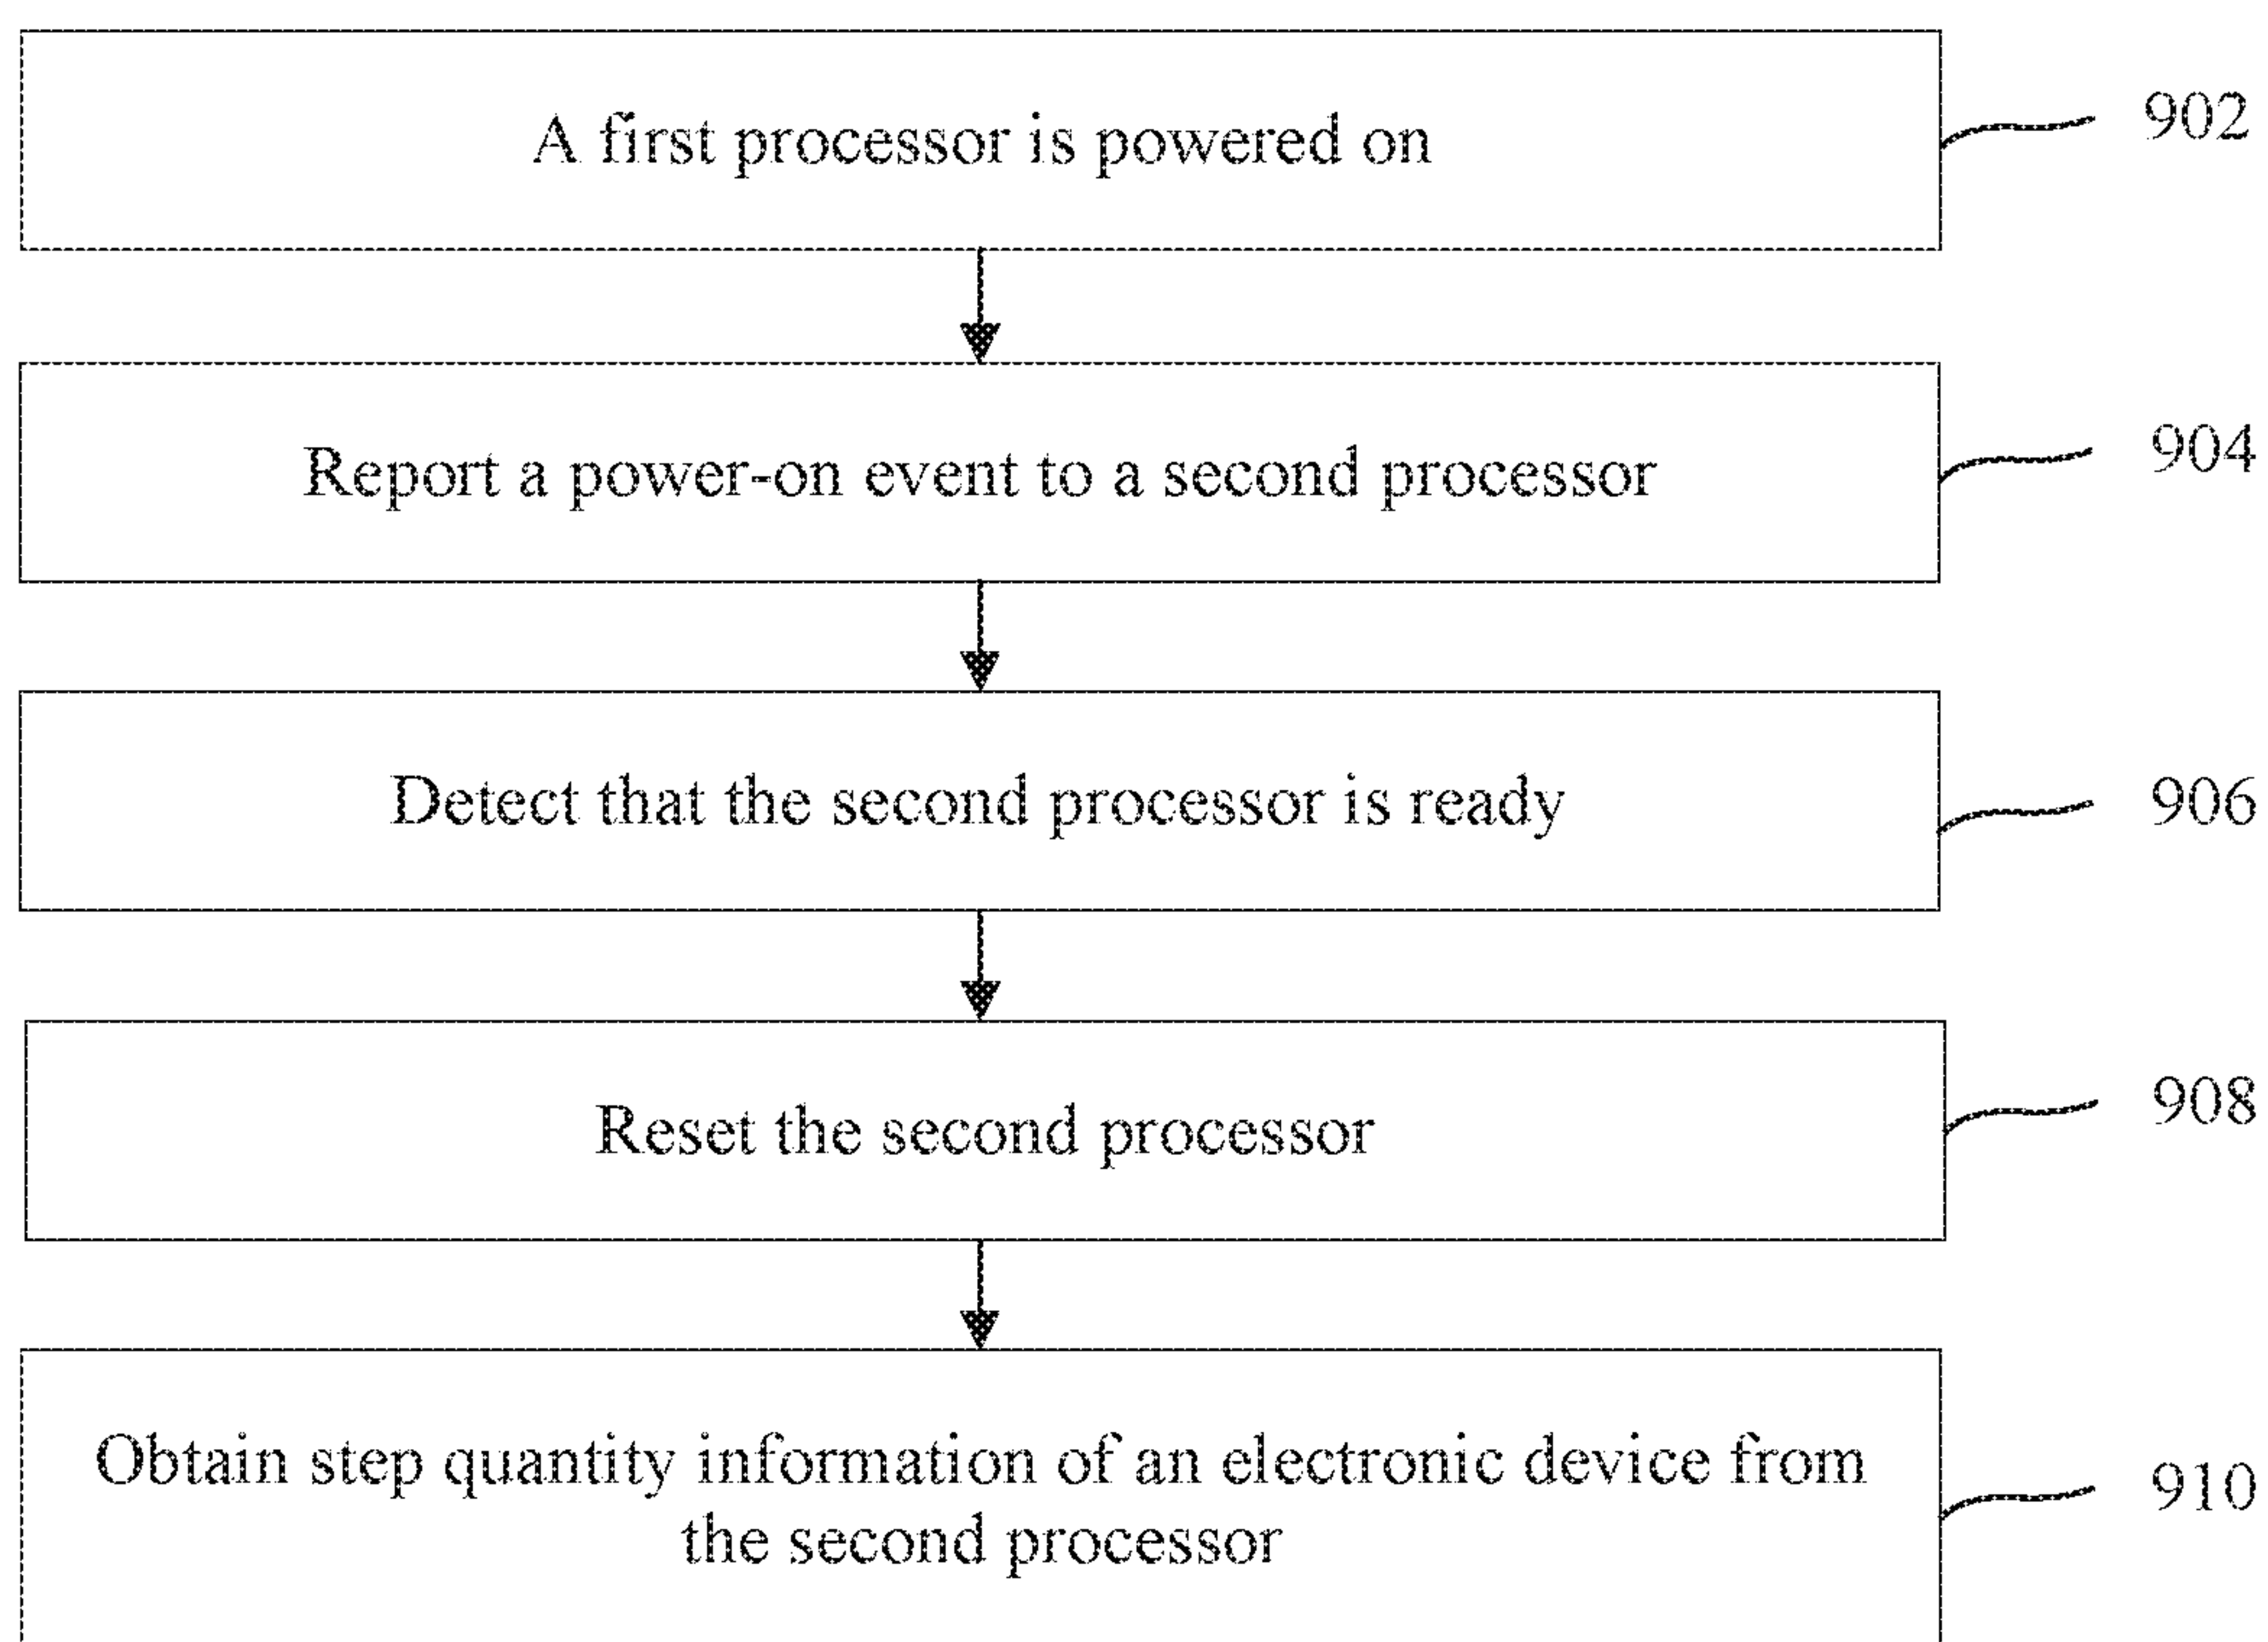 A first processor is powered on
902
Report a power-on event to a second processor
904
Detect that the second processor is ready
906
Reset the second processor
908
Obtain step quantity information of an electronic device from
the second processor
910